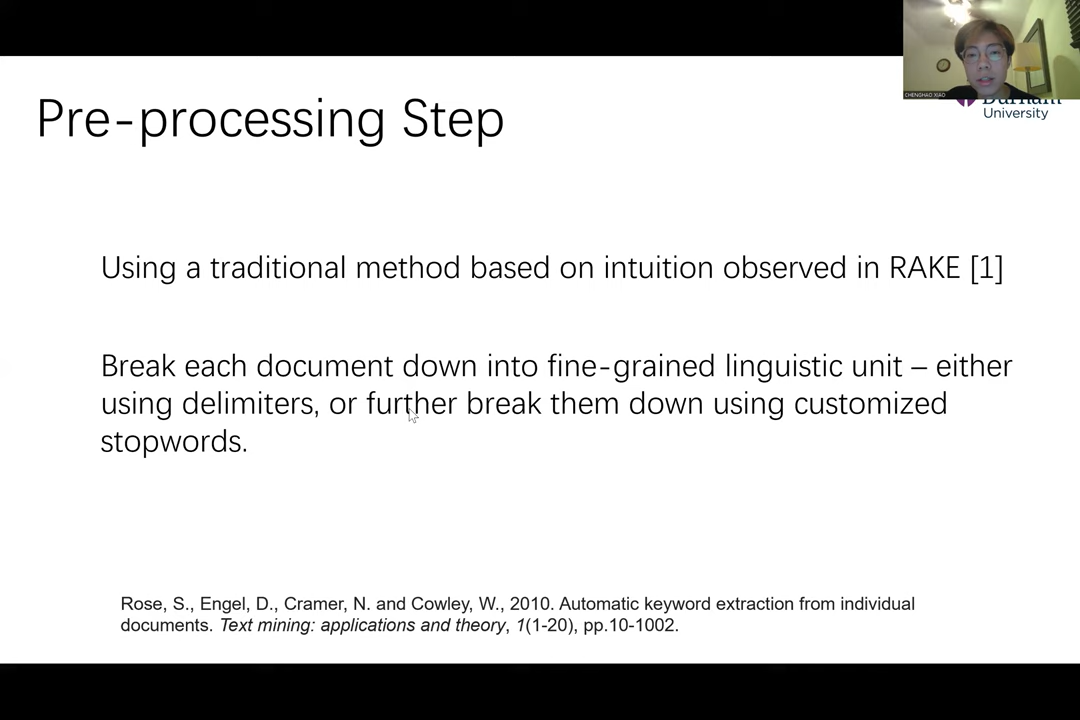 CHENGHAO XIAO
Durham
University
Pre-processing Step
Using a traditional method based on intuition observed in RAKE [1]
Break each document down into fine-grained linguistic unit – either
using delimiters, or further break them down using customized
stopwords.
Rose, S., Engel, D., Cramer, N. and Cowley, W., 2010. Automatic keyword extraction from individual
documents. Text mining: applications and theory, 1(1-20), pp.10-1002.